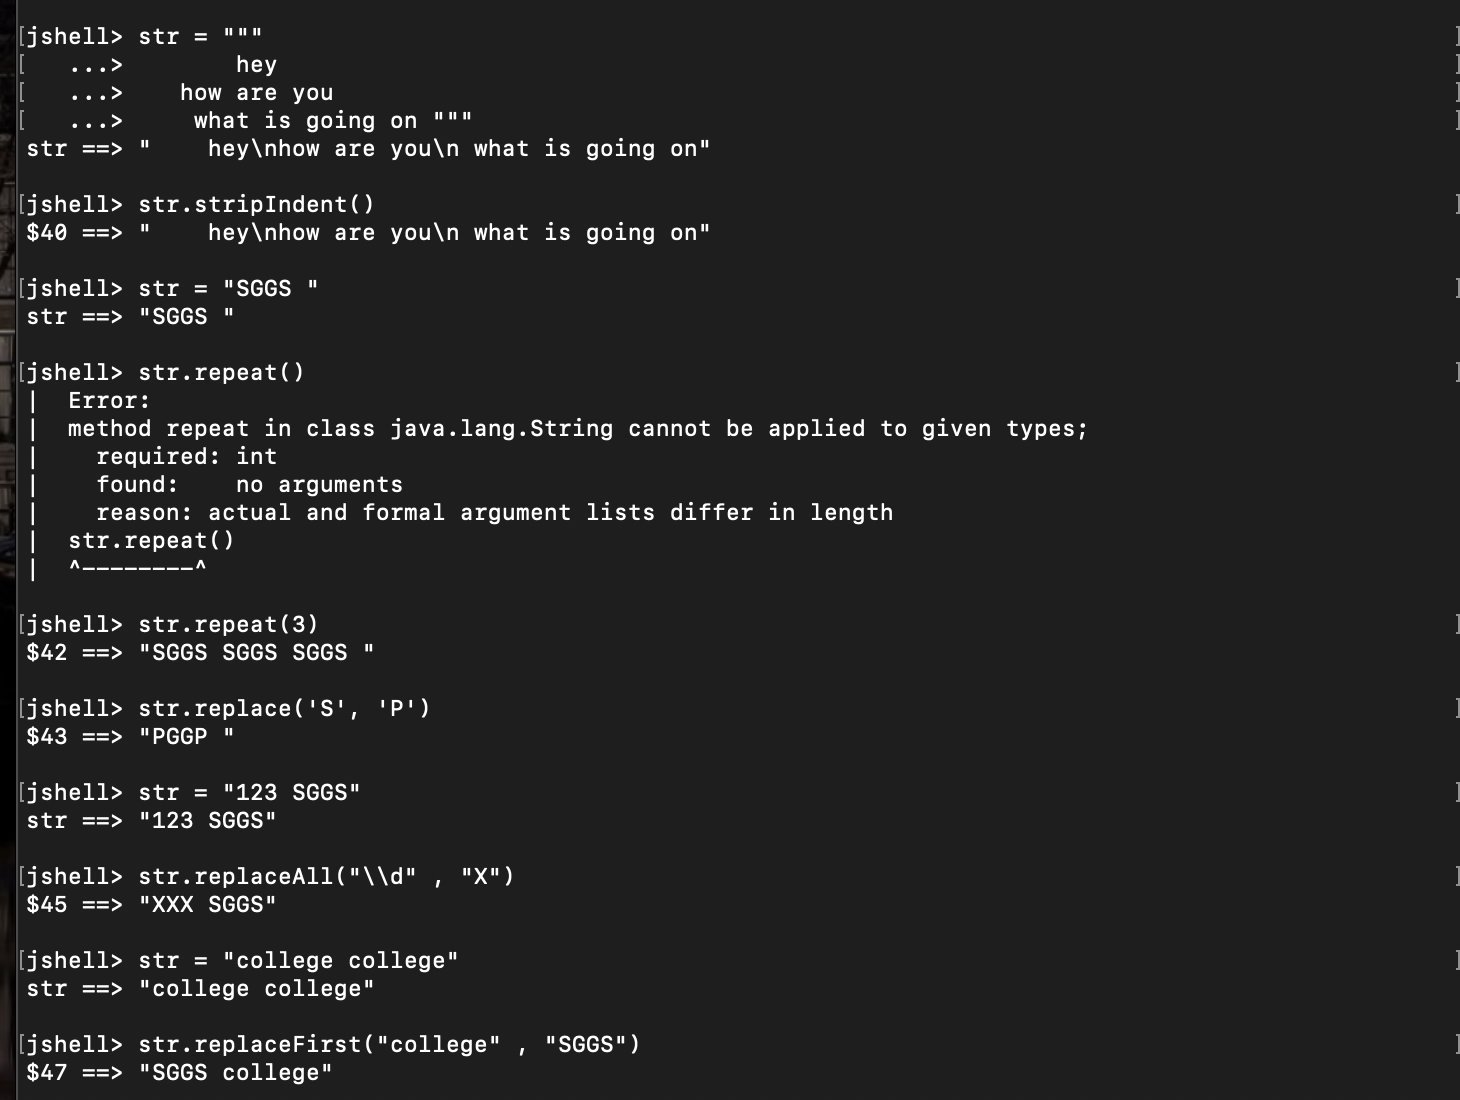 [jshell> str = """ ]
[   ...>        hey ]
[   ...>    how are you ]
[   ...>     what is going on """ ]
str ==> "    hey\nhow are you\n what is going on"
[jshell> str.stripIndent() ]
$40 ==> "    hey\nhow are you\n what is going on"
[jshell> str = "SGGS " ]
str ==> "SGGS "
[jshell> str.repeat() ]
|  Error:
|  method repeat in class java.lang.String cannot be applied to given types;
|    required: int
|    found:    no arguments
|    reason: actual and formal argument lists differ in length
|  str.repeat()
|  ^--------^
[jshell> str.repeat(3) ]
$42 ==> "SGGS SGGS SGGS "
[jshell> str.replace('S', 'P') ]
$43 ==> "PGGP "
[jshell> str = "123 SGGS" ]
str ==> "123 SGGS"
[jshell> str.replaceAll("\\d" , "X") ]
$45 ==> "XXX SGGS"
[jshell> str = "college college" ]
str ==> "college college"
[jshell> str.replaceFirst("college" , "SGGS") ]
$47 ==> "SGGS college"